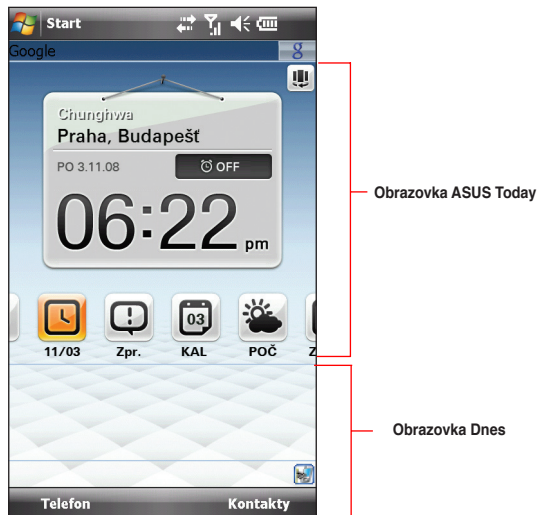 Start
Google
g
Chunghwa
Praha, Budapešť
PO 3.11.08
OFF
06:22 pm
Obrazovka ASUS Today
03
11/03
Zpr.
KAL
POČ
Z
Obrazovka Dnes
Telefon
Kontakty